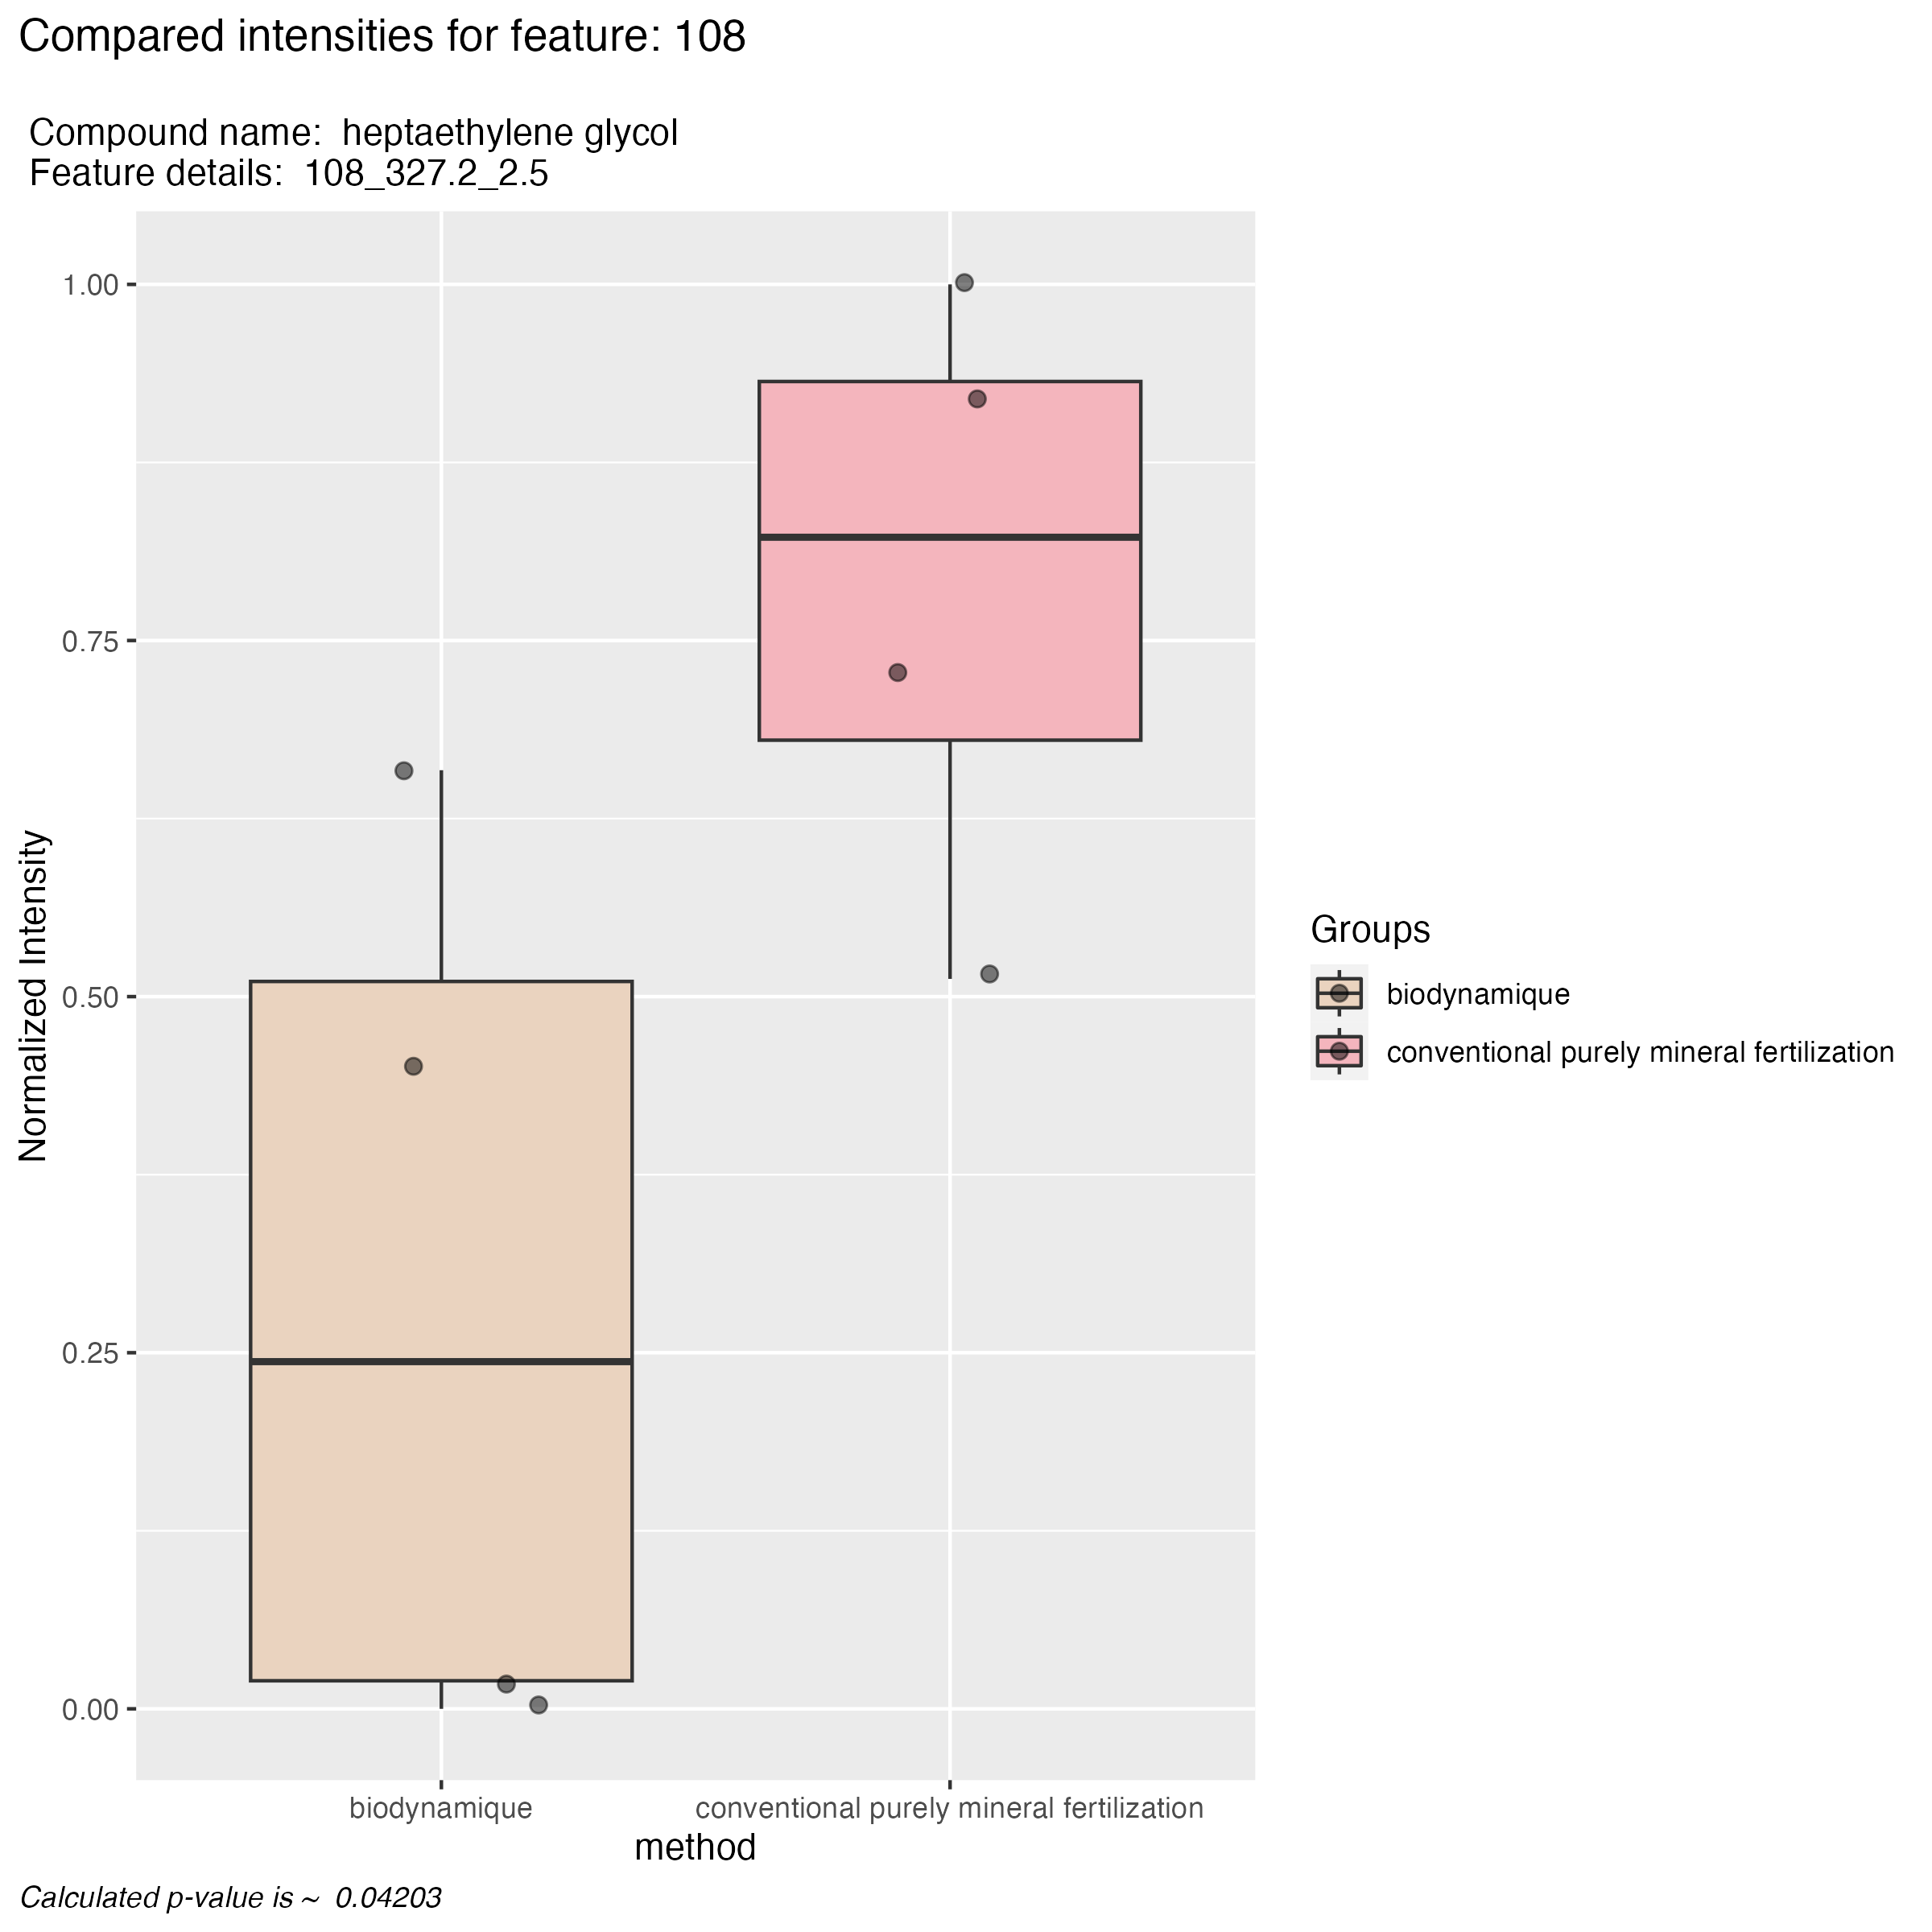 Compared intensities for feature: 108
Compound name:  heptaethylene glycol
Feature details:  108_327.2_2.5
1.00
0.75
0.50
0.25
0.00
Normalized Intensity
biodynamique
conventional purely mineral fertilization
method
Groups
biodynamique
conventional purely mineral fertilization
Calculated p-value is ~  0.04203